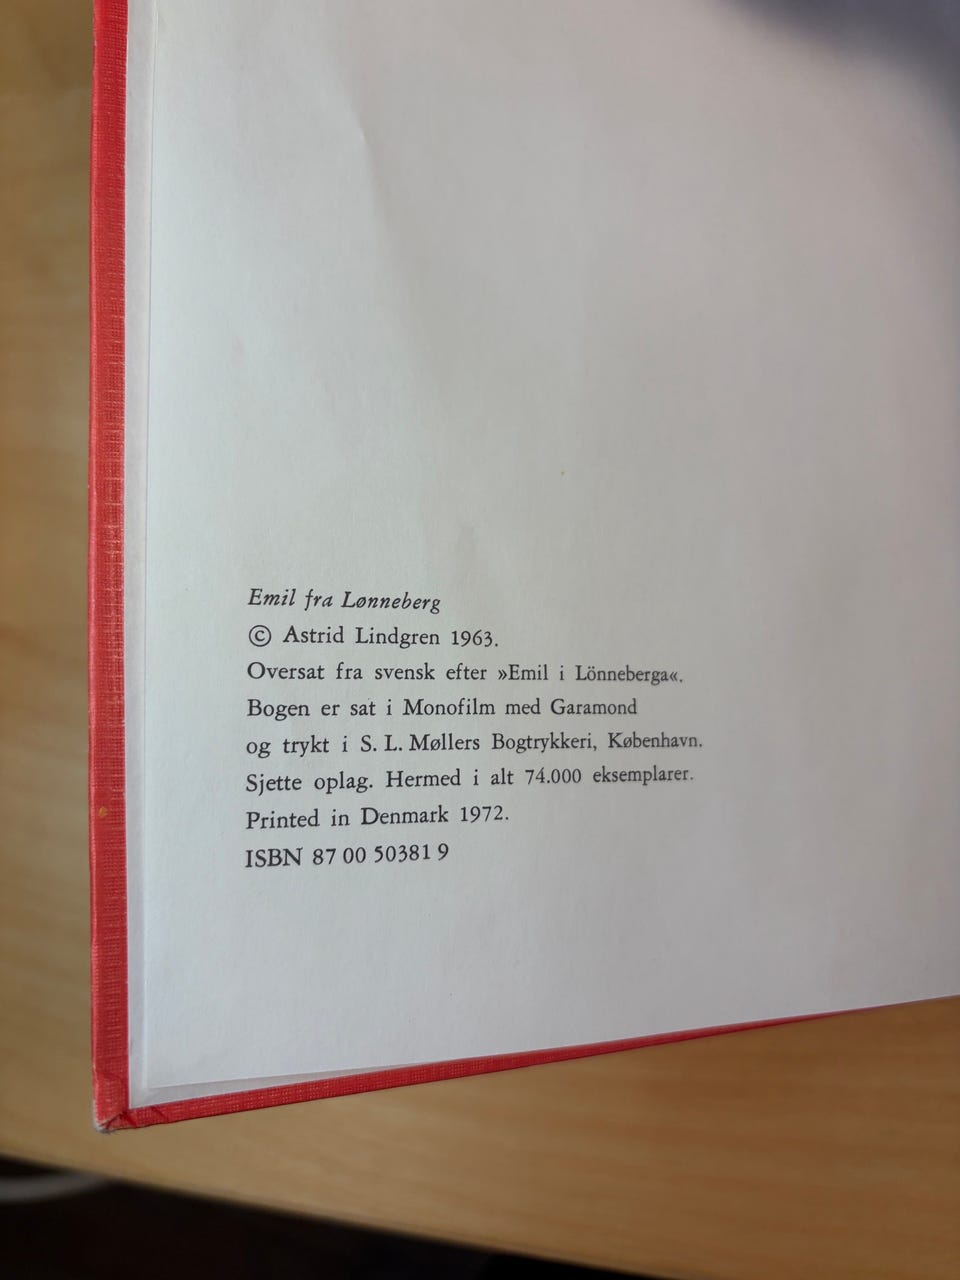 Emil fra Lønneberg
© Astrid Lindgren 1963.
Oversat fra svensk efter »Emil i Lönneberga«.
Bogen er sat i Monofilm med Garamond
og trykt i S. L. Møllers Bogtrykkeri, København.
Sjette oplag. Hermed i alt 74.000 eksemplarer.
Printed in Denmark 1972.
ISBN 87 00 50381 9